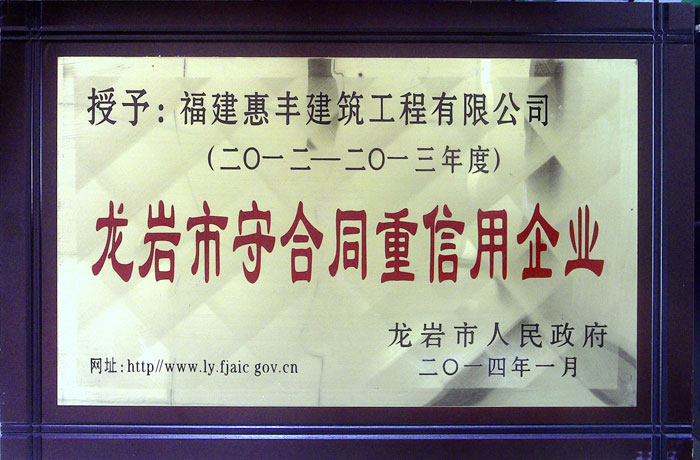 授予：福建惠丰建筑工程有限公司
（二〇一二—二〇一三年度）
龙岩市守合同重信用企业
龙岩市人民政府
网址:http//www.ly.fjaic gov.cn
二〇一四年一月